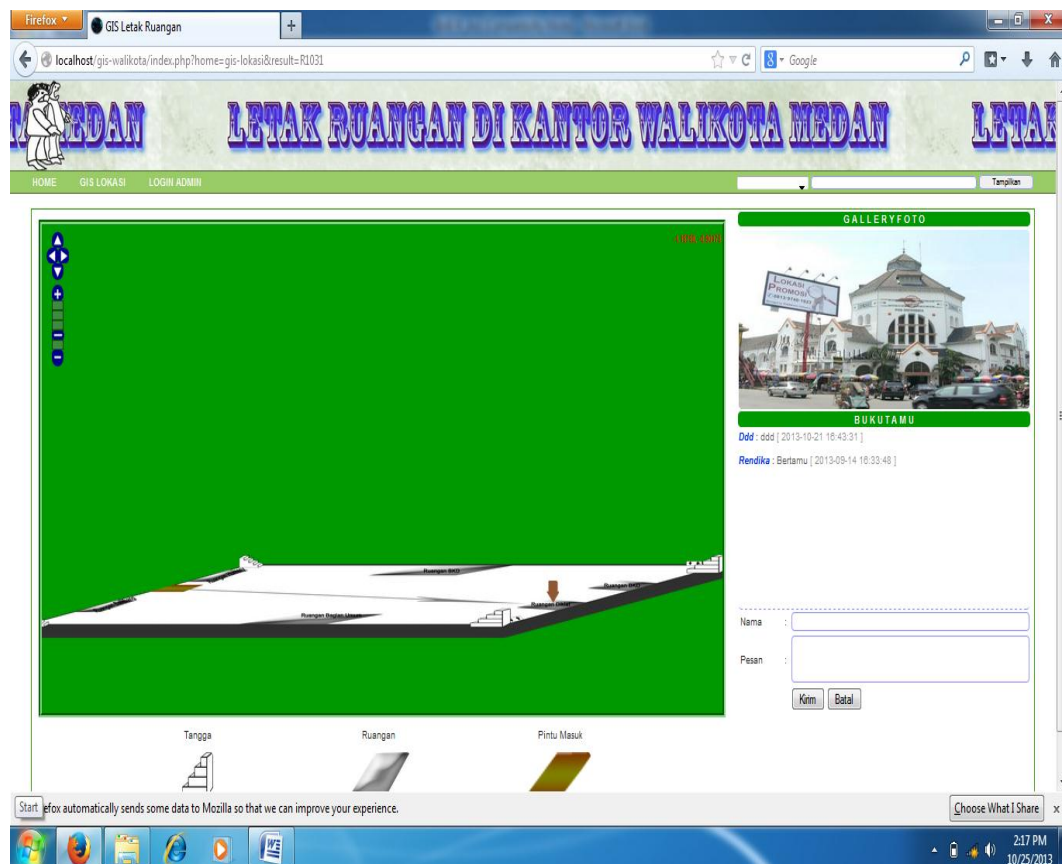 Firefox
GIS Letak Ruangan
localhost/gis-walikota/index.php?home=gis-lokasi&result=R1031
Google
MEDAN LETAK RUANGAN DI KANTOR WALIKOTA MEDAN LETAK
HOME GIS LOKASI LOGIN ADMIN
Tampilkan
GALLERYFOTO
LOKASI
PROMOSI
BUKUTAMU
Ddd : ddd [ 2013-10-21 16:43:31 ]
Rendika : Bertamu [ 2013-09-14 16:33:48 ]
Ruangan BKD
Ruangan Bagian Umum
Nama :
Pesan :
Kirim Batal
Tangga Ruangan Pintu Masuk
Start
efox automatically sends some data to Mozilla so that we can improve your experience.
Choose What I Share x
2:17 PM
10/25/2013